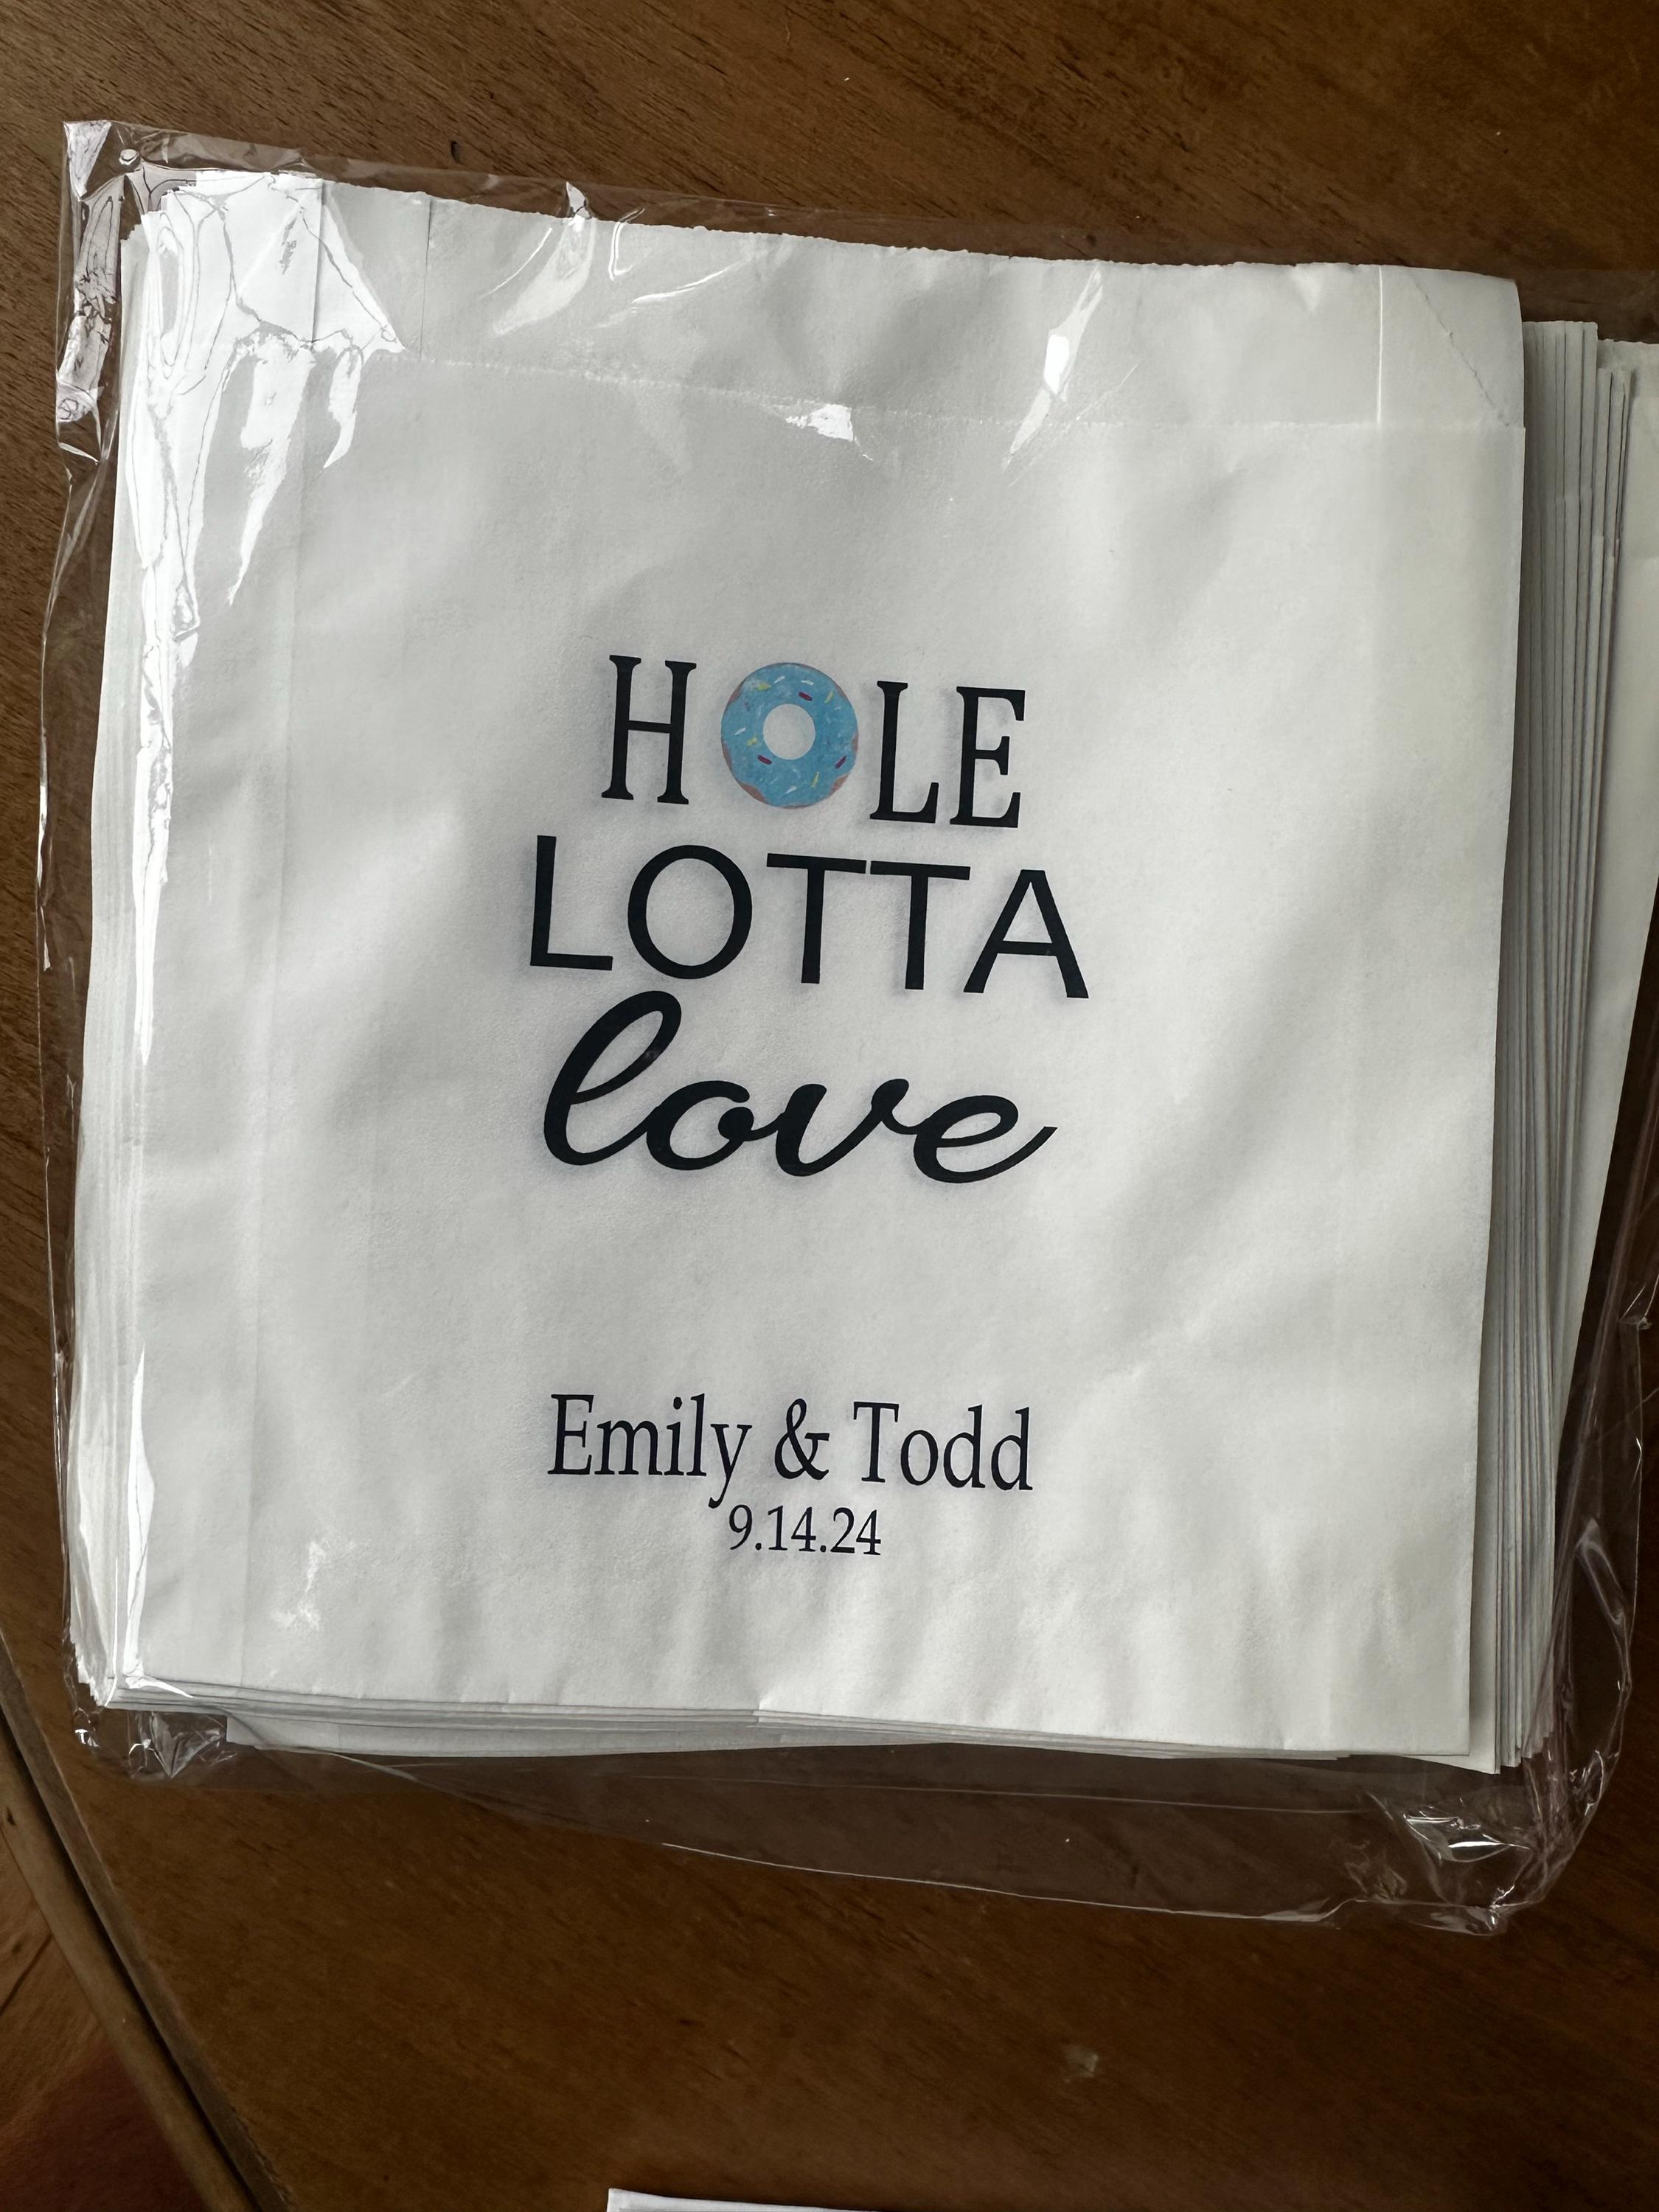 HOLE
LOTTA
love
Emily & Todd
9.14.24